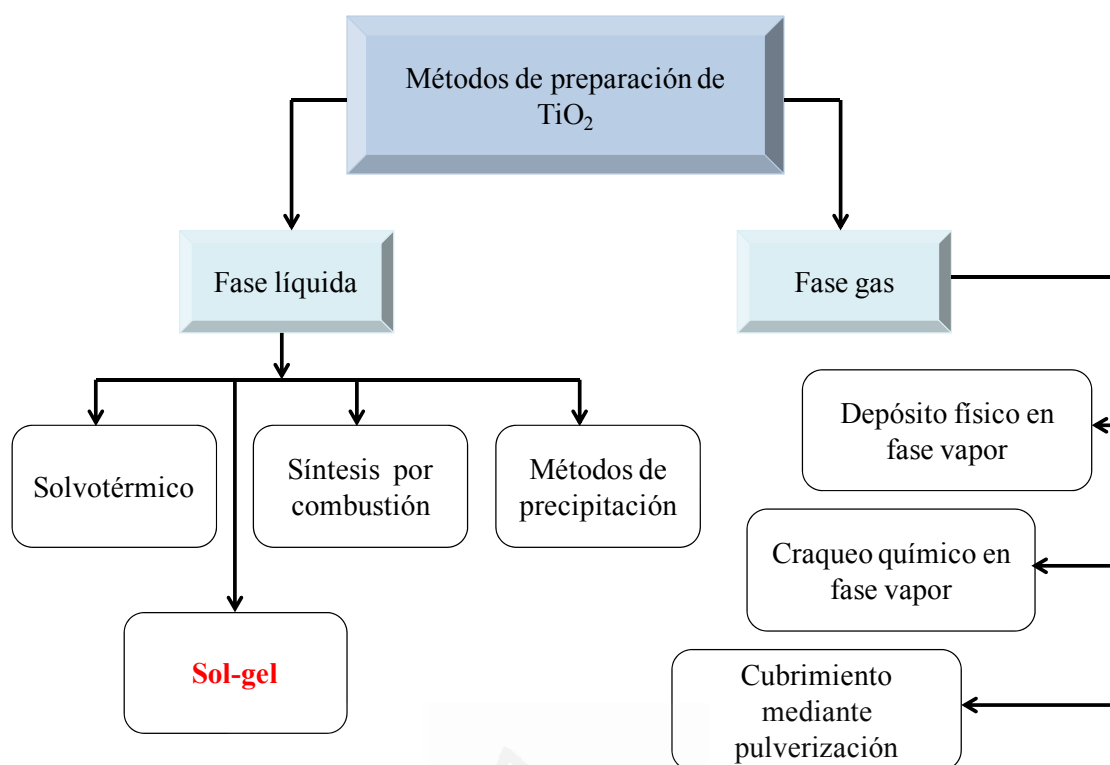 Métodos de preparación de
TiO₂
Fase líquida
Fase gas
Solvotérmico
Síntesis por
combustión
Métodos de
precipitación
Sol-gel
Depósito físico en
fase vapor
Craqueo químico en
fase vapor
Cubrimiento
mediante
pulverización